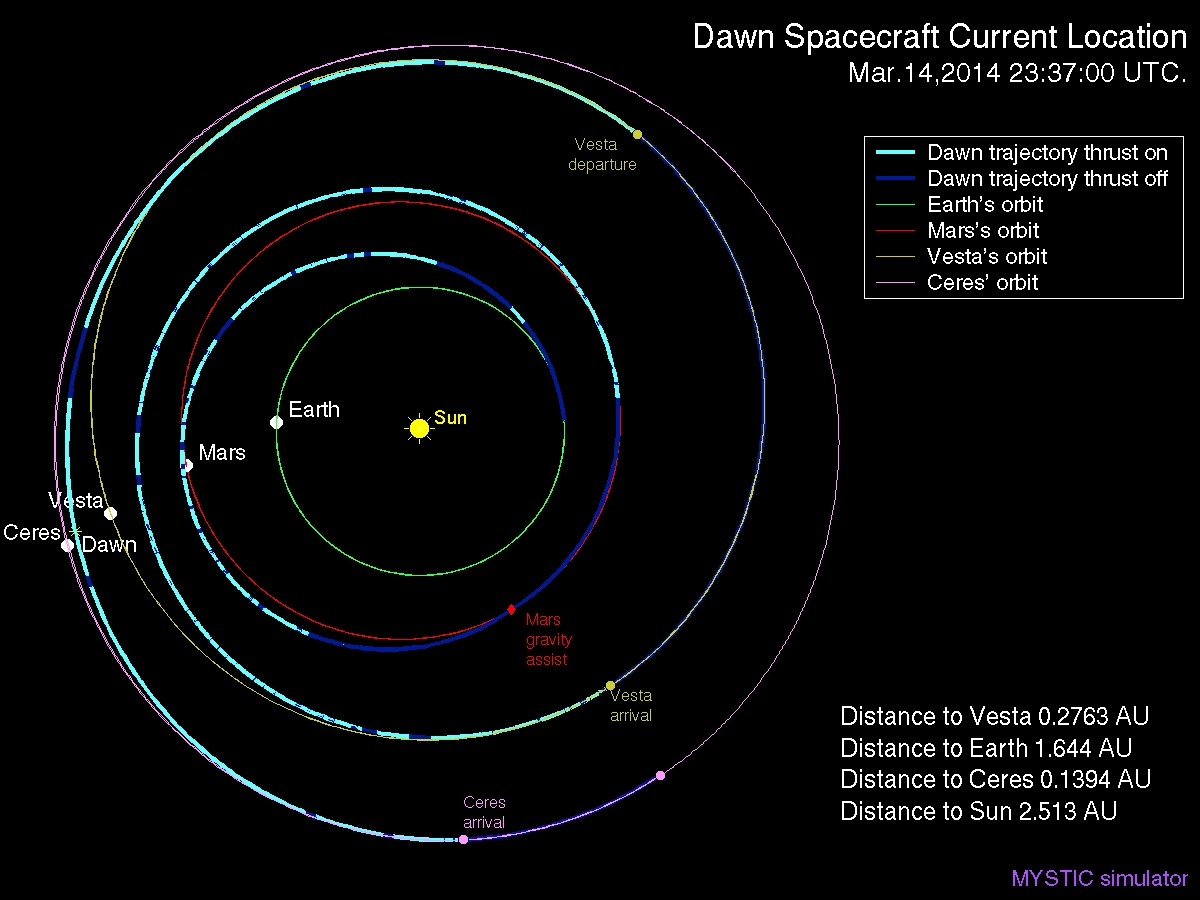 Dawn Spacecraft Current Location
Mar.14,2014 23:37:00 UTC.
Dawn trajectory thrust on
Dawn trajectory thrust off
Earth's orbit
Mars's orbit
Vesta's orbit
Ceres' orbit
Vesta
departure
Earth
Sun
Mars
Vesta
Ceres
Dawn
Mars
gravity
assist
Vesta
arrival
Ceres
arrival
Distance to Vesta 0.2763 AU
Distance to Earth 1.644 AU
Distance to Ceres 0.1394 AU
Distance to Sun 2.513 AU
MYSTIC simulator